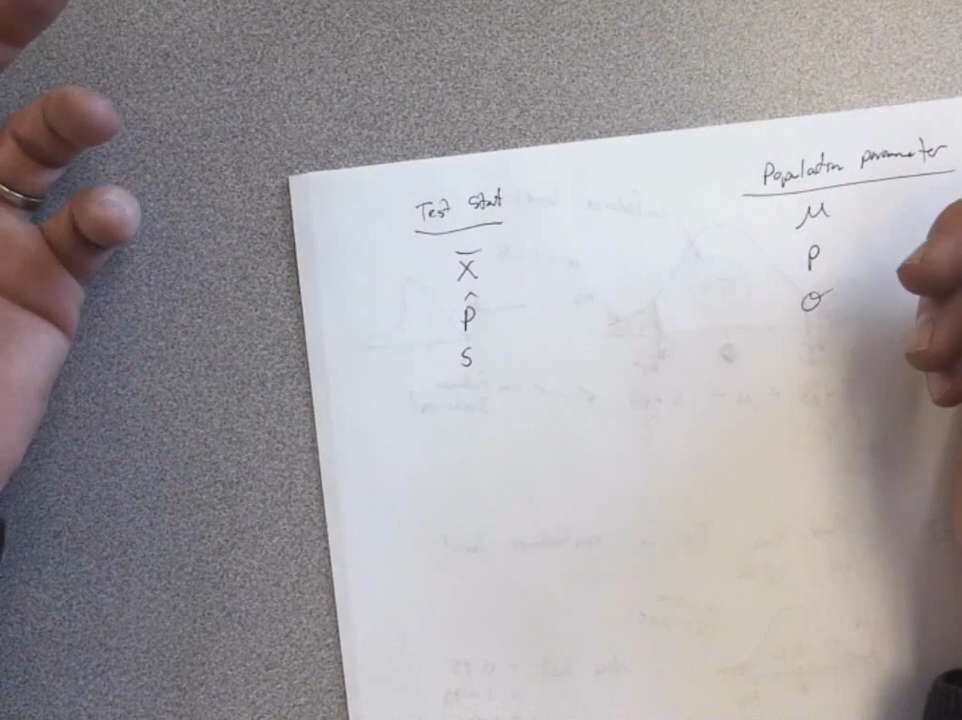 Test Stat
Population parameter
x̄
μ
p̂
P
S
σ